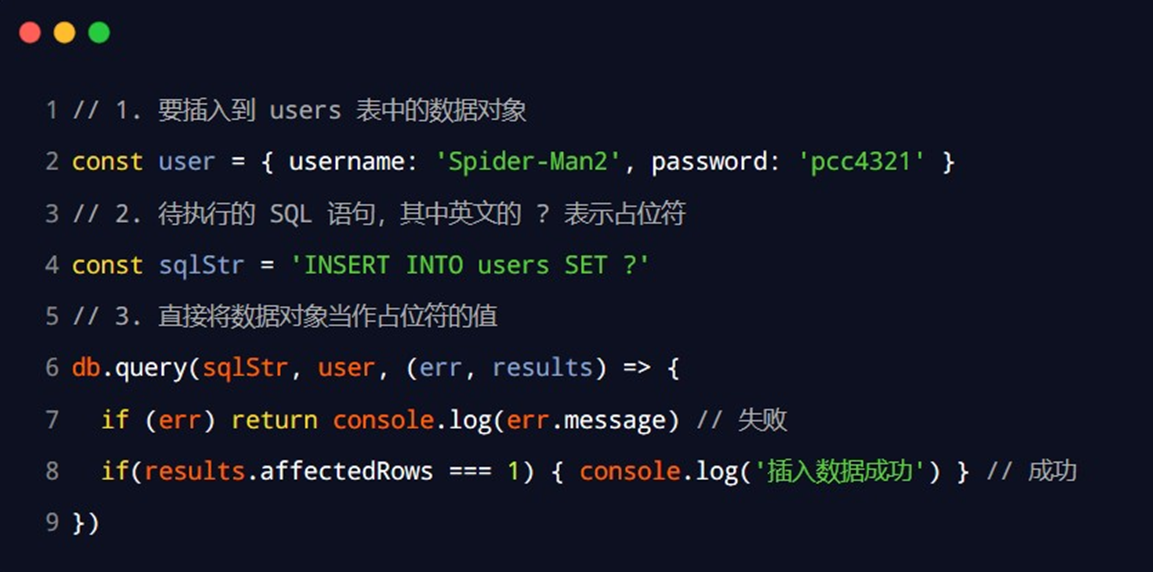 1 // 1. 要插入到 users 表中的数据对象
2 const user = { username: 'Spider-Man2', password: 'pcc4321' }
3 // 2. 待执行的 SQL 语句，其中英文的 ? 表示占位符
4 const sqlStr = 'INSERT INTO users SET ?'
5 // 3. 直接将数据对象当作占位符的值
6 db.query(sqlStr, user, (err, results) => {
7   if (err) return console.log(err.message) // 失败
8   if(results.affectedRows === 1) { console.log('插入数据成功') } // 成功
9 })